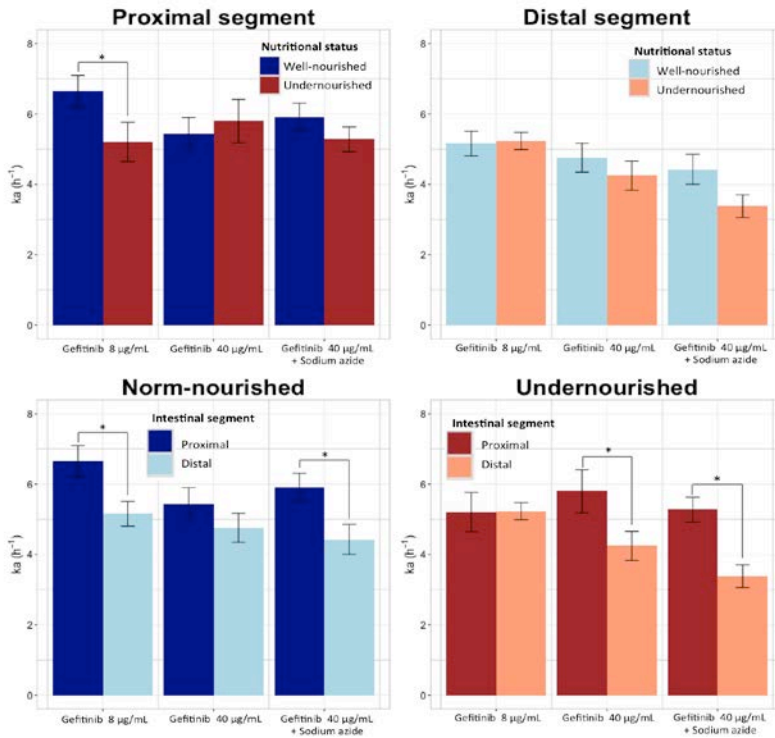 Proximal segment
8
6
4
2
0
ka (h⁻¹)
*
Nutritional status
Well-nourished
Undernourished
Gefitinib 8 µg/mL
Gefitinib 40 µg/mL
Gefitinib 40 µg/mL
+ Sodium azide
Distal segment
8
6
4
2
0
ka (h⁻¹)
Nutritional status
Well-nourished
Undernourished
Gefitinib 8 µg/mL
Gefitinib 40 µg/mL
Gefitinib 40 µg/mL
+ Sodium azide
Norm-nourished
8
6
4
2
0
ka (h⁻¹)
*
*
Intestinal segment
Proximal
Distal
Gefitinib 8 µg/mL
Gefitinib 40 µg/mL
Gefitinib 40 µg/mL
+ Sodium azide
Undernourished
8
6
4
2
0
ka (h⁻¹)
Intestinal segment
Proximal
Distal
*
*
Gefitinib 8 µg/mL
Gefitinib 40 µg/mL
Gefitinib 40 µg/mL
+ Sodium azide